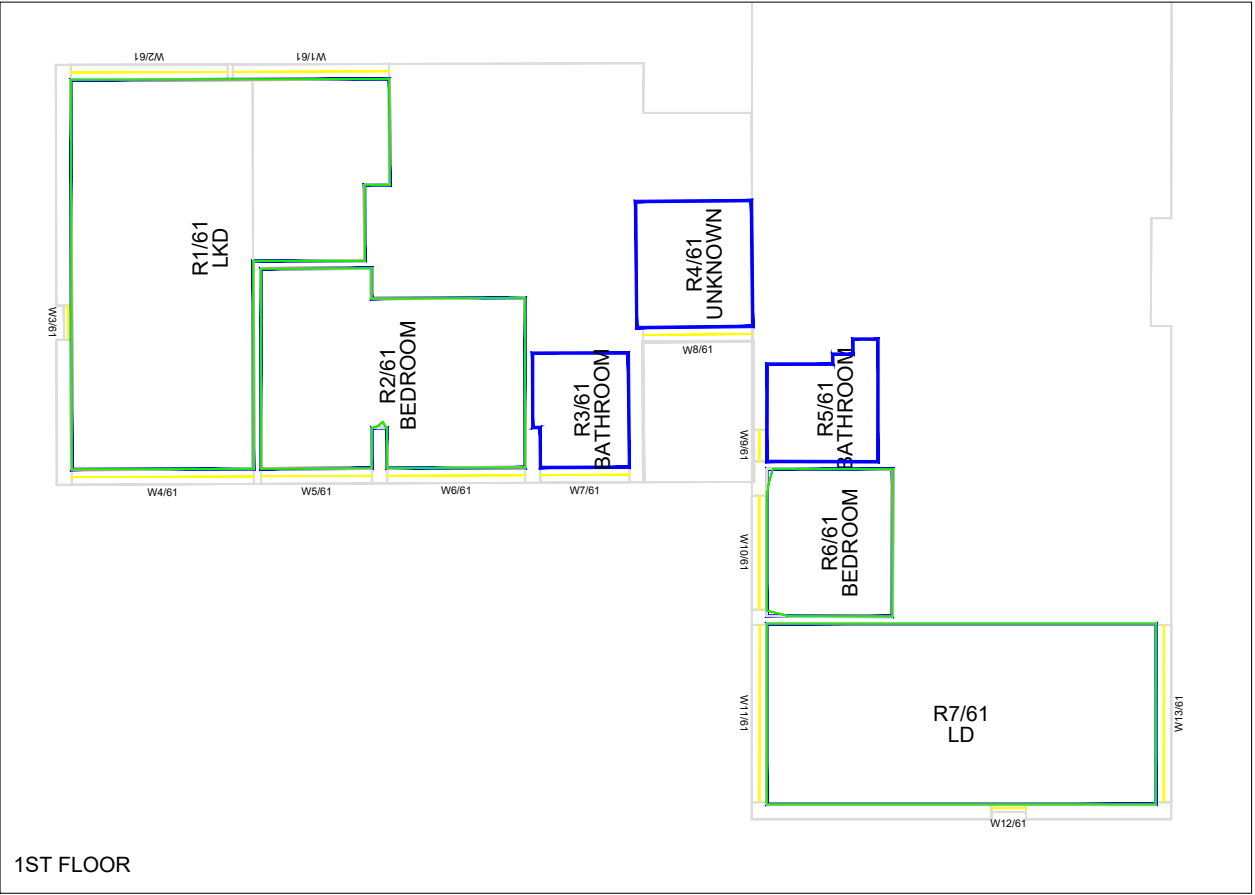 W2/61
W1/61
R1/61
LKD
W3/61
R4/61
UNKNOWN
W8/61
R2/61
BEDROOM
R3/61
BATHROOM
R5/61
BATHROOM
W9/61
W4/61
W5/61
W6/61
W7/61
R6/61
BEDROOM
W10/61
W11/61
R7/61
LD
W13/61
W12/61
1ST FLOOR